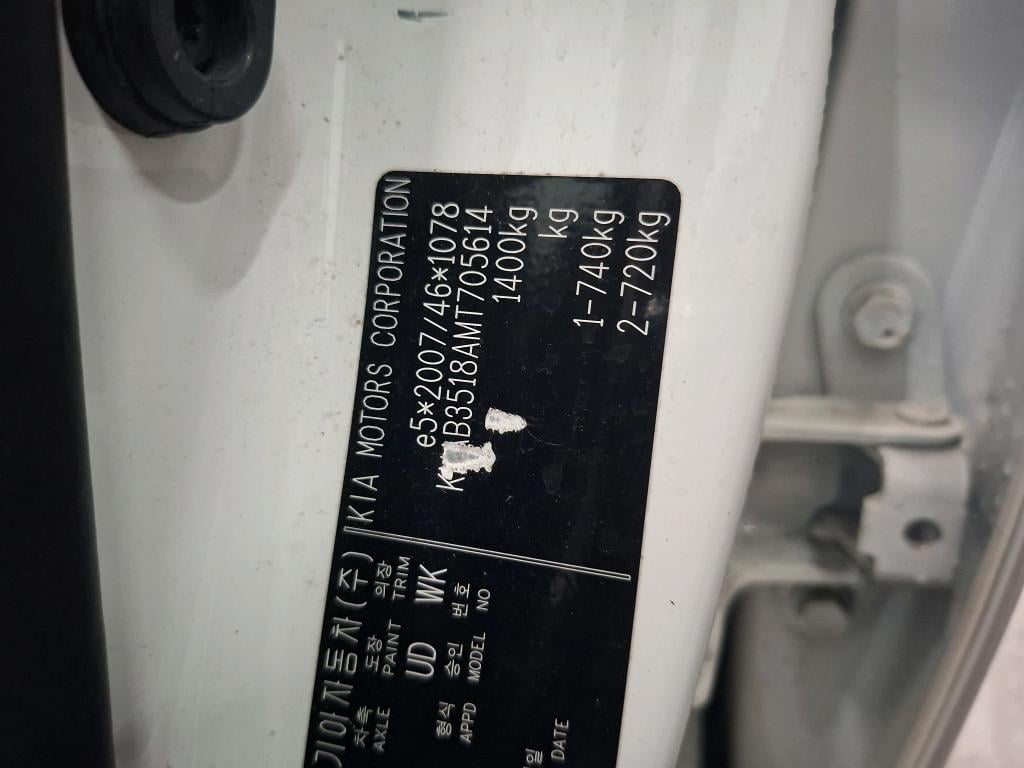 기아자동차(주) KIA MOTORS CORPORATION
차축 도장 의장
AXLE PAINT TRIM
UD WK
형식 승인 번호
APPD MODEL NO
DATE
e5*2007/46*1078
K B3518AMT705614
1400kg
kg
1-740kg
2-720kg